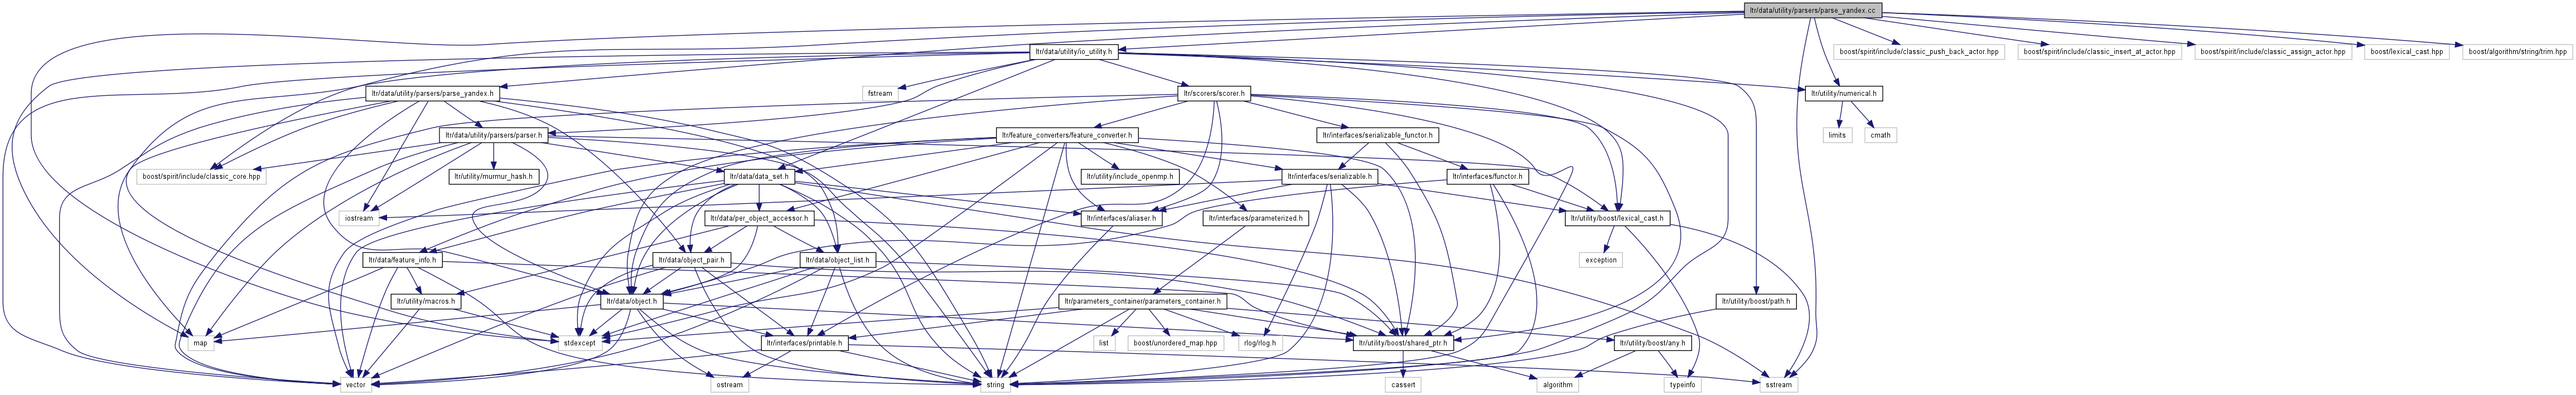 ltr/data/utility/parsers/parse_yandex.cc
ltr/data/utility/io_utility.h
boost/spirit/include/classic_push_back_actor.hpp
boost/spirit/include/classic_insert_at_actor.hpp
boost/spirit/include/classic_assign_actor.hpp
boost/lexical_cast.hpp
boost/algorithm/string/trim.hpp
ltr/data/utility/parsers/parse_yandex.h
fstream
ltr/scorers/scorer.h
ltr/utility/numerical.h
ltr/data/utility/parsers/parser.h
ltr/feature_converters/feature_converter.h
ltr/interfaces/serializable_functor.h
limits
cmath
boost/spirit/include/classic_core.hpp
ltr/utility/murmur_hash.h
ltr/data/data_set.h
ltr/utility/include_openmp.h
ltr/interfaces/serializable.h
ltr/interfaces/functor.h
iostream
ltr/data/per_object_accessor.h
ltr/interfaces/aliaser.h
ltr/interfaces/parameterized.h
ltr/utility/boost/lexical_cast.h
ltr/data/feature_info.h
ltr/data/object_pair.h
ltr/data/object_list.h
exception
ltr/utility/macros.h
ltr/data/object.h
ltr/parameters_container/parameters_container.h
ltr/utility/boost/path.h
map
stdexcept
ltr/interfaces/printable.h
list
boost/unordered_map.hpp
rlog/rlog.h
ltr/utility/boost/shared_ptr.h
ltr/utility/boost/any.h
vector
ostream
string
cassert
algorithm
typeinfo
sstream